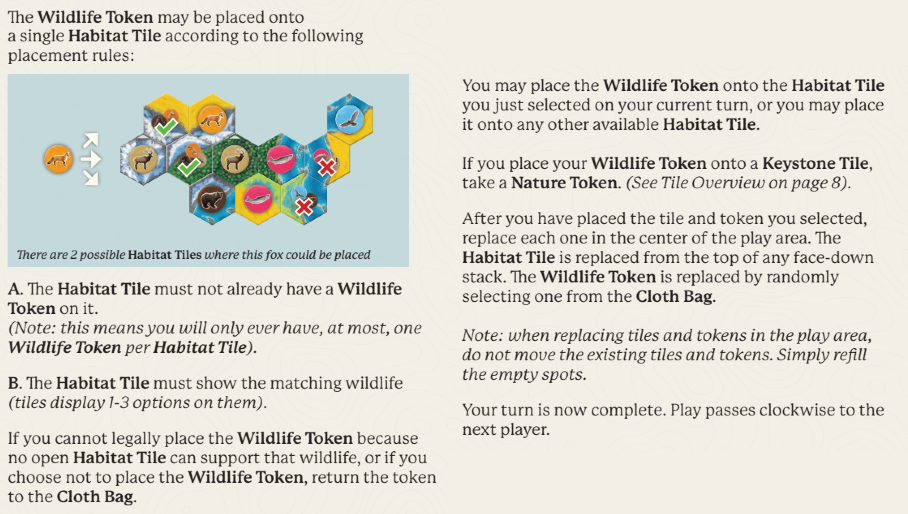 The Wildlife Token may be placed onto
a single Habitat Tile according to the following
placement rules:
There are 2 possible Habitat Tiles where this fox could be placed
A. The Habitat Tile must not already have a Wildlife
Token on it.
(Note: this means you will only ever have, at most, one
Wildlife Token per Habitat Tile).
B. The Habitat Tile must show the matching wildlife
(tiles display 1-3 options on them).
If you cannot legally place the Wildlife Token because
no open Habitat Tile can support that wildlife, or if you
choose not to place the Wildlife Token, return the token
to the Cloth Bag.
You may place the Wildlife Token onto the Habitat Tile
you just selected on your current turn, or you may place
it onto any other available Habitat Tile.
If you place your Wildlife Token onto a Keystone Tile,
take a Nature Token. (See Tile Overview on page 8).
After you have placed the tile and token you selected,
replace each one in the center of the play area. The
Habitat Tile is replaced from the top of any face-down
stack. The Wildlife Token is replaced by randomly
selecting one from the Cloth Bag.
Note: when replacing tiles and tokens in the play area,
do not move the existing tiles and tokens. Simply refill
the empty spots.
Your turn is now complete. Play passes clockwise to the
next player.